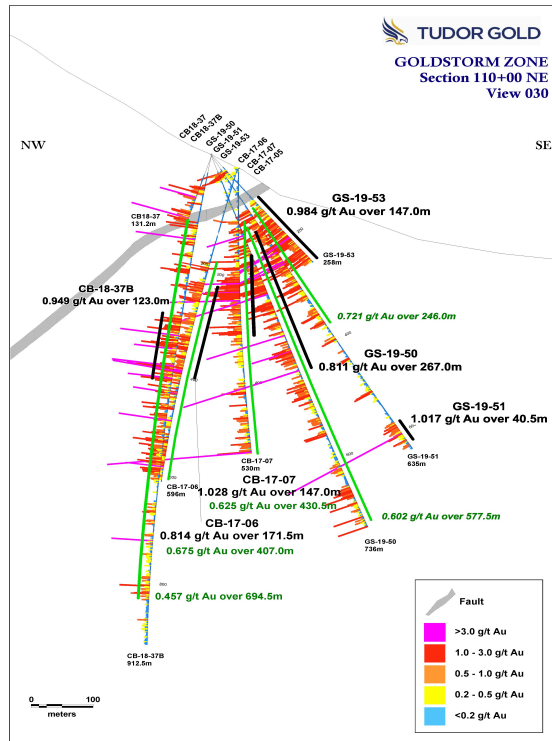 TUDOR GOLD
GOLDSTORM ZONE
Section 110+00 NE
View 030
NW
SE
CB18-37
CB18-37B
GS-19-50
GS-19-51
GS-19-53
CB-17-06
CB-17-07
CB-17-05
GS-19-53
0.984 g/t Au over 147.0m
CB18-37
131.2m
GS-19-53
258m
CB-18-37B
0.949 g/t Au over 123.0m
0.721 g/t Au over 246.0m
GS-19-50
0.811 g/t Au over 267.0m
GS-19-51
1.017 g/t Au over 40.5m
GS-19-51
635m
CB-17-07
530m
CB-17-06
596m
CB-17-07
1.028 g/t Au over 147.0m
0.625 g/t Au over 430.5m
CB-17-06
0.814 g/t Au over 171.5m
0.675 g/t Au over 407.0m
0.602 g/t Au over 577.5m
GS-19-50
736m
0.457 g/t Au over 694.5m
CB-18-37B
912.5m
Fault
>3.0 g/t Au
1.0 - 3.0 g/t Au
0.5 - 1.0 g/t Au
0.2 - 0.5 g/t Au
<0.2 g/t Au
0 100
meters